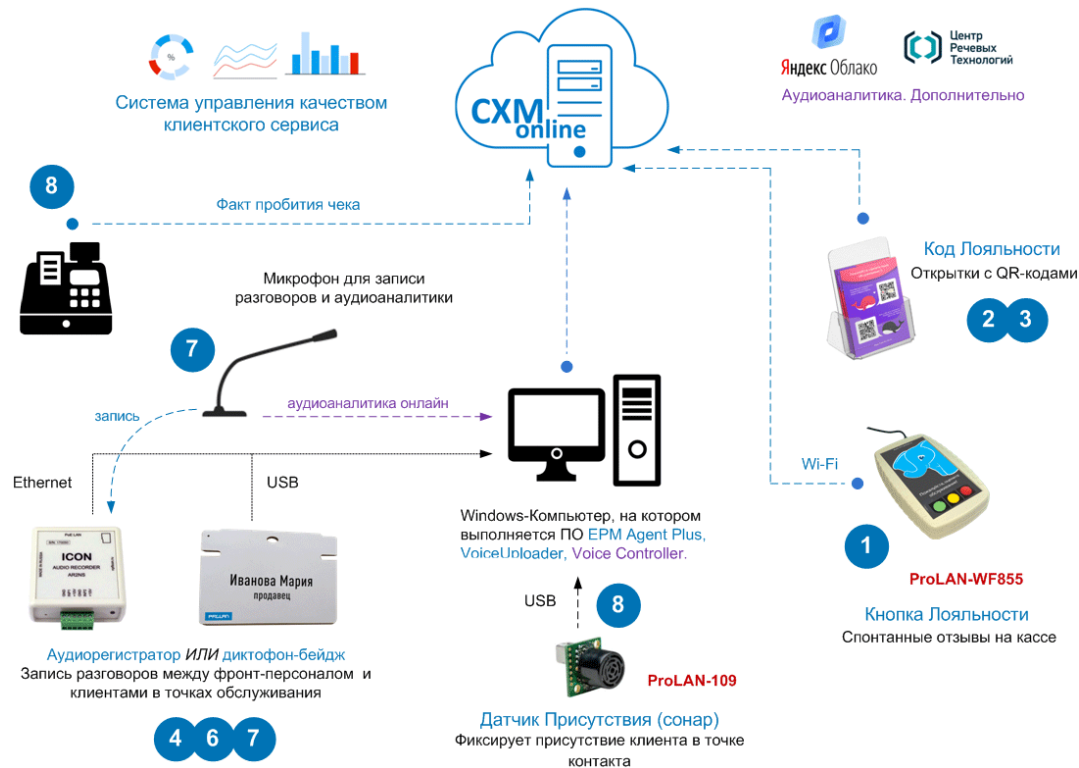 Система управления качеством
клиентского сервиса
%
CXM
online
Яндекс Облако
Центр
Речевых
Технологий
Аудиоаналитика. Дополнительно
8
Факт пробития чека
Код Лояльности
Открытки с QR-кодами
2 3
Микрофон для записи
разговоров и аудиоаналитики
7
запись
аудиоаналитика онлайн
Ethernet
USB
Wi-Fi
1
ProLAN-WF855
Кнопка Лояльности
Спонтанные отзывы на кассе
Windows-Компьютер, на котором
выполняется ПО EPM Agent Plus,
VoiceUploader, Voice Controller.
ICON
AUDIO RECORDER
AR2NS
Иванова Мария
продавец
PROLAN
Аудиорегистратор ИЛИ диктофон-бейдж
Запись разговоров между фронт-персоналом и
клиентами в точках обслуживания
4 6 7
USB
8
ProLAN-109
Датчик Присутствия (сонар)
Фиксирует присутствие клиента в точке
контакта